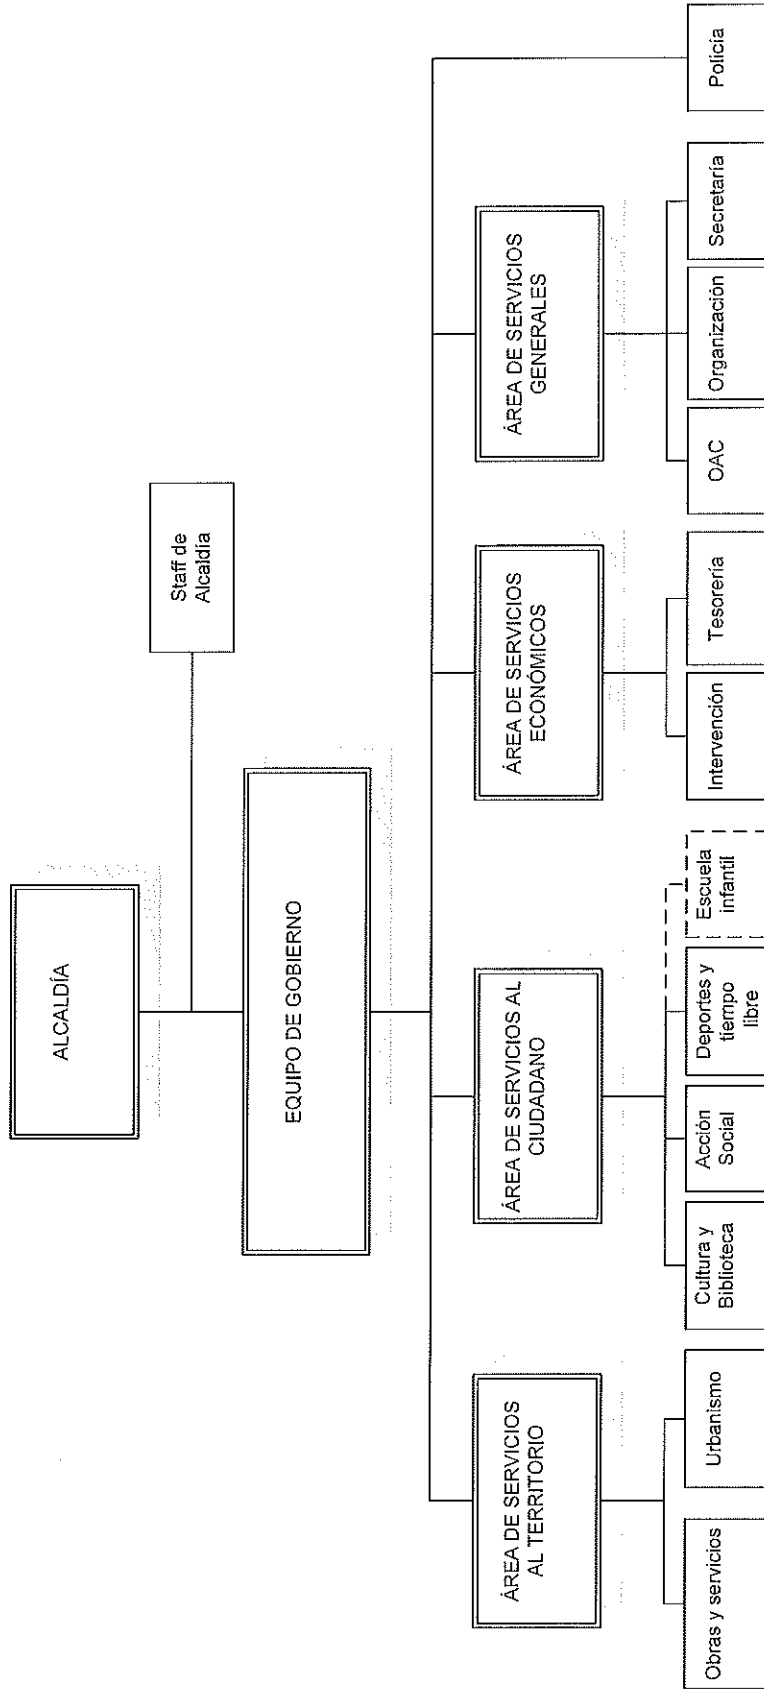 ALCALDÍA
Staff de
Alcaldía
EQUIPO DE GOBIERNO
ÁREA DE SERVICIOS
AL TERRITORIO
ÁREA DE SERVICIOS AL
CIUDADANO
ÁREA DE SERVICIOS
ECONÓMICOS
ÁREA DE SERVICIOS
GENERALES
Obras y servicios
Urbanismo
Cultura y
Biblioteca
Acción
Social
Deportes y
tiempo
libre
Escuela
infantil
Intervención
Tesorería
OAC
Organización
Secretaría
Policía